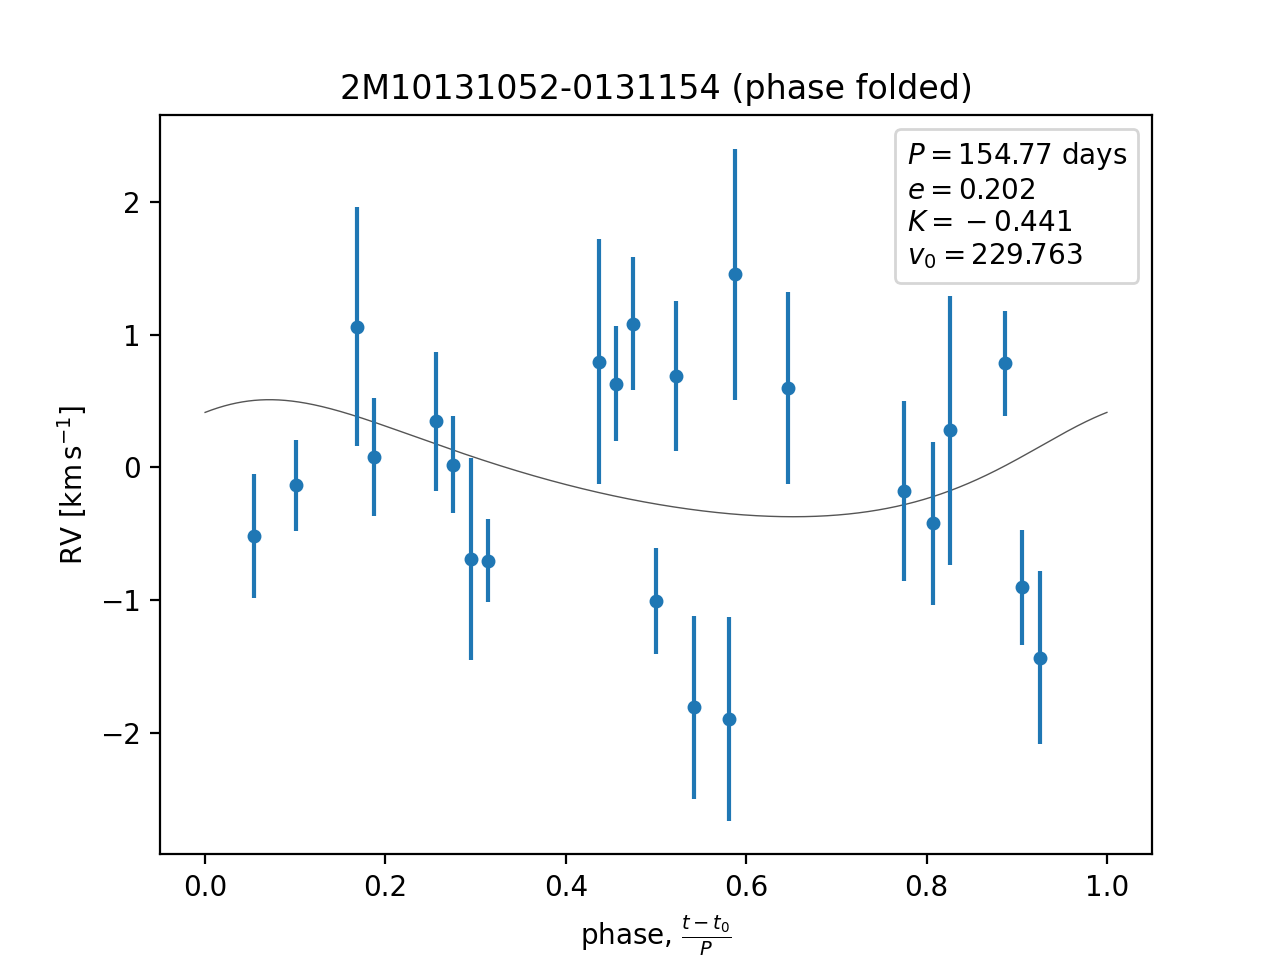 2M10131052-0131154 (phase folded)
P = 154.77 days
e = 0.202
K = −0.441
v₀ = 229.763
2
1
0
−1
−2
RV [km s⁻¹]
0.0 0.2 0.4 0.6 0.8 1.0
phase, (t − t₀)/P